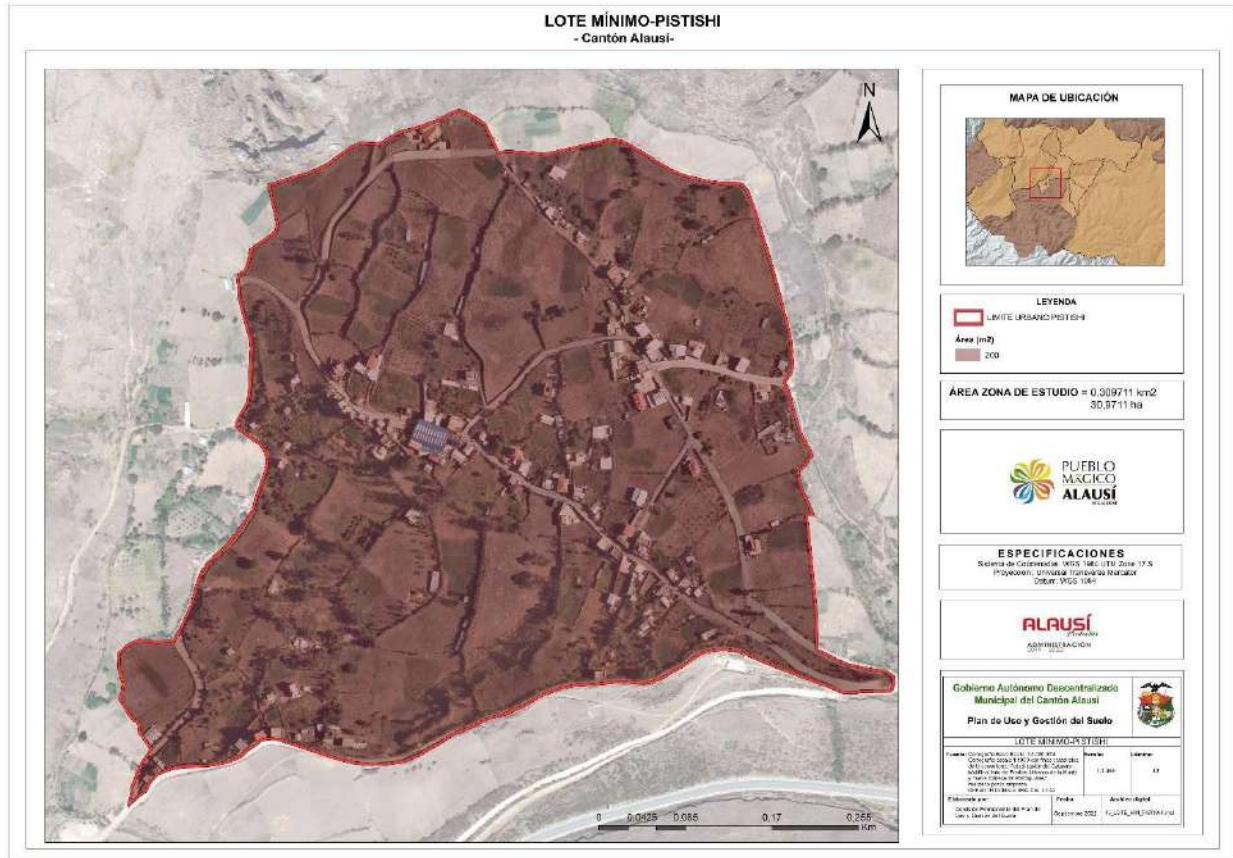 LOTE MÍNIMO-PISTISHI
- Cantón Alausí-
N
0 0,0425 0,085 0,17 0,255
Km
MAPA DE UBICACIÓN
LEYENDA
LIMITE URBANO PISTISHI
Área (m2)
200
ÁREA ZONA DE ESTUDIO = 0,309711 km2
30,9711 ha
PUEBLO
MÁGICO
ALAUSÍ
ESPECIFICACIONES
Sistema de Coordenadas: WGS 1984 UTM Zone 17 S
Proyección: Universal Transverse Mercator
Datum: WGS 1984
ALAUSÍ
ADMINISTRACIÓN
Gobierno Autónomo Descentralizado
Municipal del Cantón Alausí
Plan de Uso y Gestión del Suelo
LOTE MINIMO-PISTISHI
Fuente:
Elaborado por:
Fecha
Archivo digital
Septiembre 2022